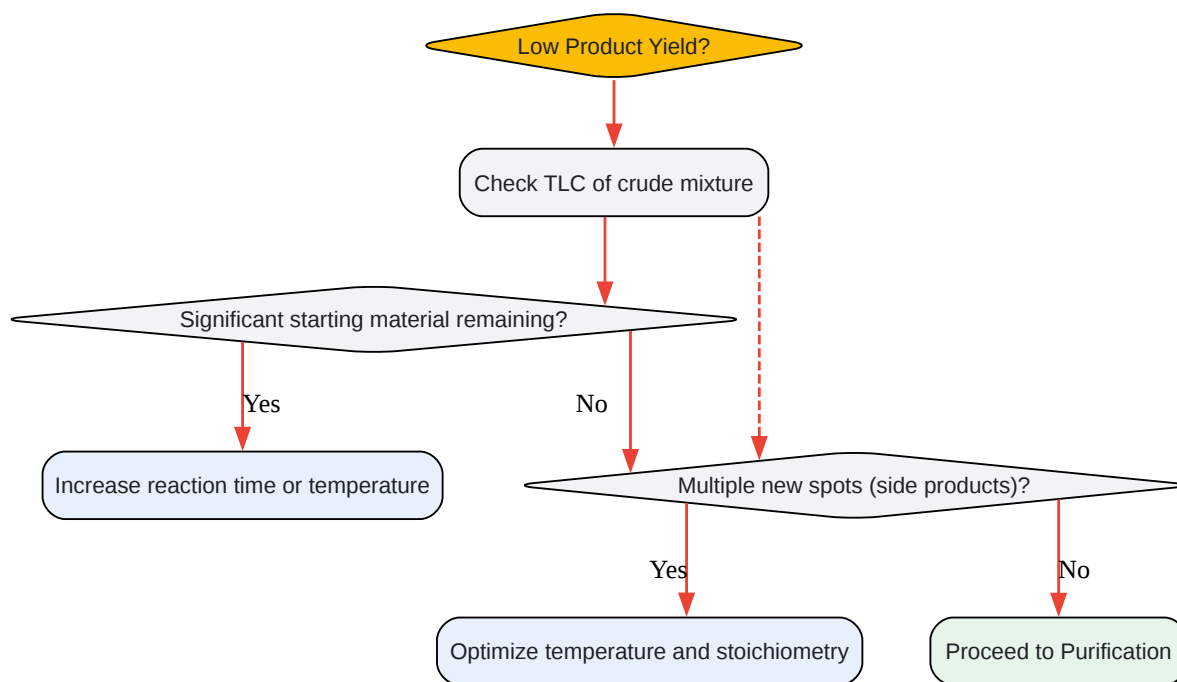 Low Product Yield?
Check TLC of crude mixture
Significant starting material remaining?
Yes
No
Increase reaction time or temperature
Multiple new spots (side products)?
Yes
No
Optimize temperature and stoichiometry
Proceed to Purification